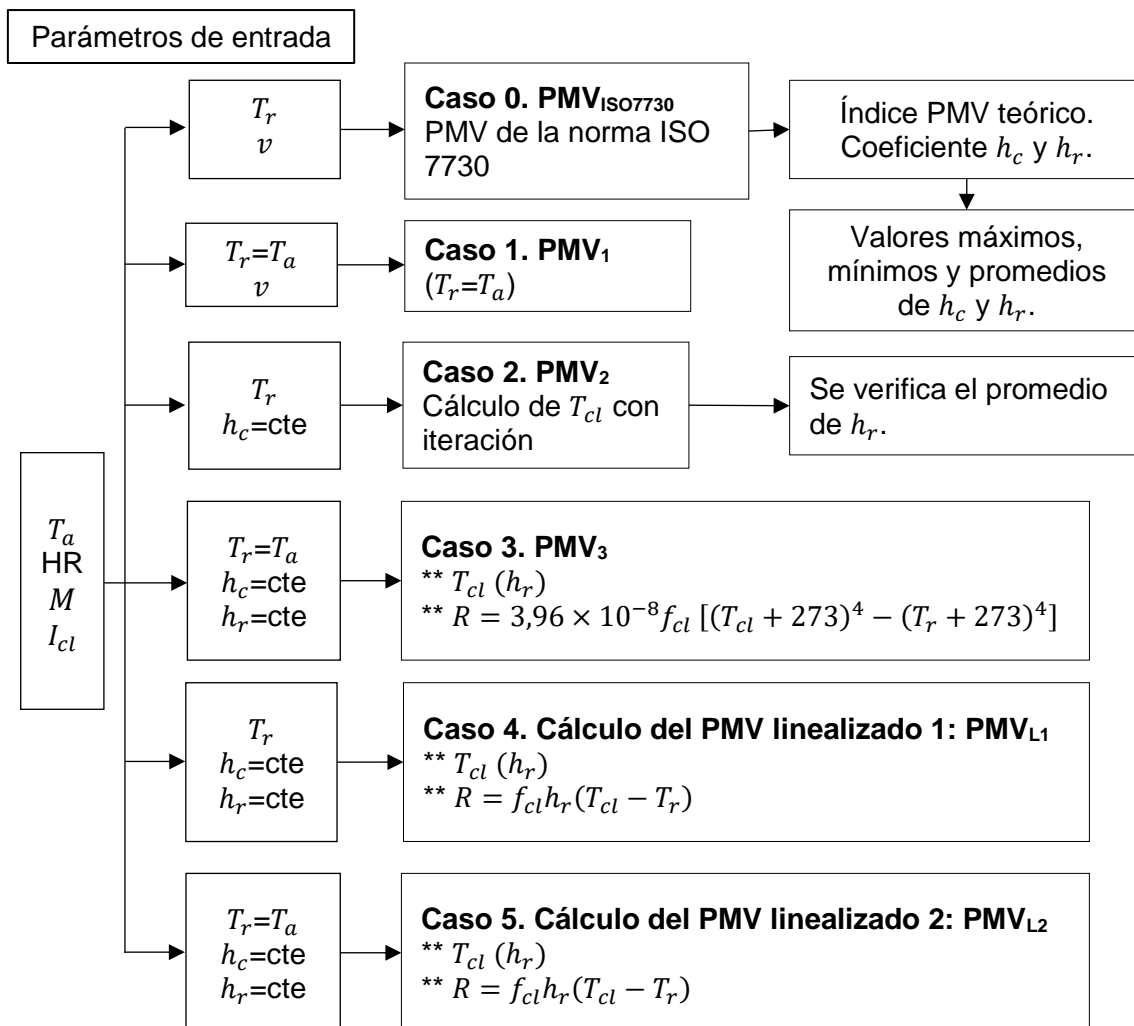 Parámetros de entrada
T_r
v
Caso 0. PMV_ISO7730
PMV de la norma ISO
7730
Índice PMV teórico.
Coeficiente h_c y h_r.
Valores máximos,
mínimos y promedios
de h_c y h_r.
T_r=T_a
v
Caso 1. PMV_1
(T_r=T_a)
T_r
h_c=cte
Caso 2. PMV_2
Cálculo de T_cl con
iteración
Se verifica el promedio
de h_r.
T_a
HR
M
I_cl
T_r=T_a
h_c=cte
h_r=cte
Caso 3. PMV_3
** T_cl (h_r)
** R = 3,96 × 10^−8 f_cl [(T_cl + 273)^4 − (T_r + 273)^4]
T_r
h_c=cte
h_r=cte
Caso 4. Cálculo del PMV linealizado 1: PMV_L1
** T_cl (h_r)
** R = f_cl h_r(T_cl − T_r)
T_r=T_a
h_c=cte
h_r=cte
Caso 5. Cálculo del PMV linealizado 2: PMV_L2
** T_cl (h_r)
** R = f_cl h_r(T_cl − T_r)